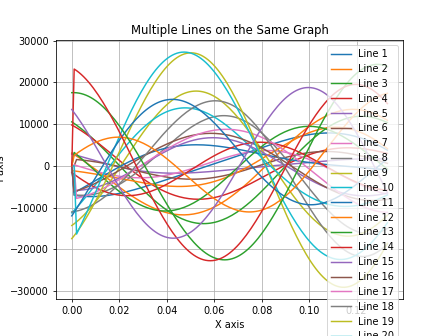 Multiple Lines on the Same Graph
30000
20000
10000
0
−10000
−20000
−30000
0.00
0.02
0.04
0.06
0.08
0.10
X axis
Line 1
Line 2
Line 3
Line 4
Line 5
Line 6
Line 7
Line 8
Line 9
Line 10
Line 11
Line 12
Line 13
Line 14
Line 15
Line 16
Line 17
Line 18
Line 19
Line 20